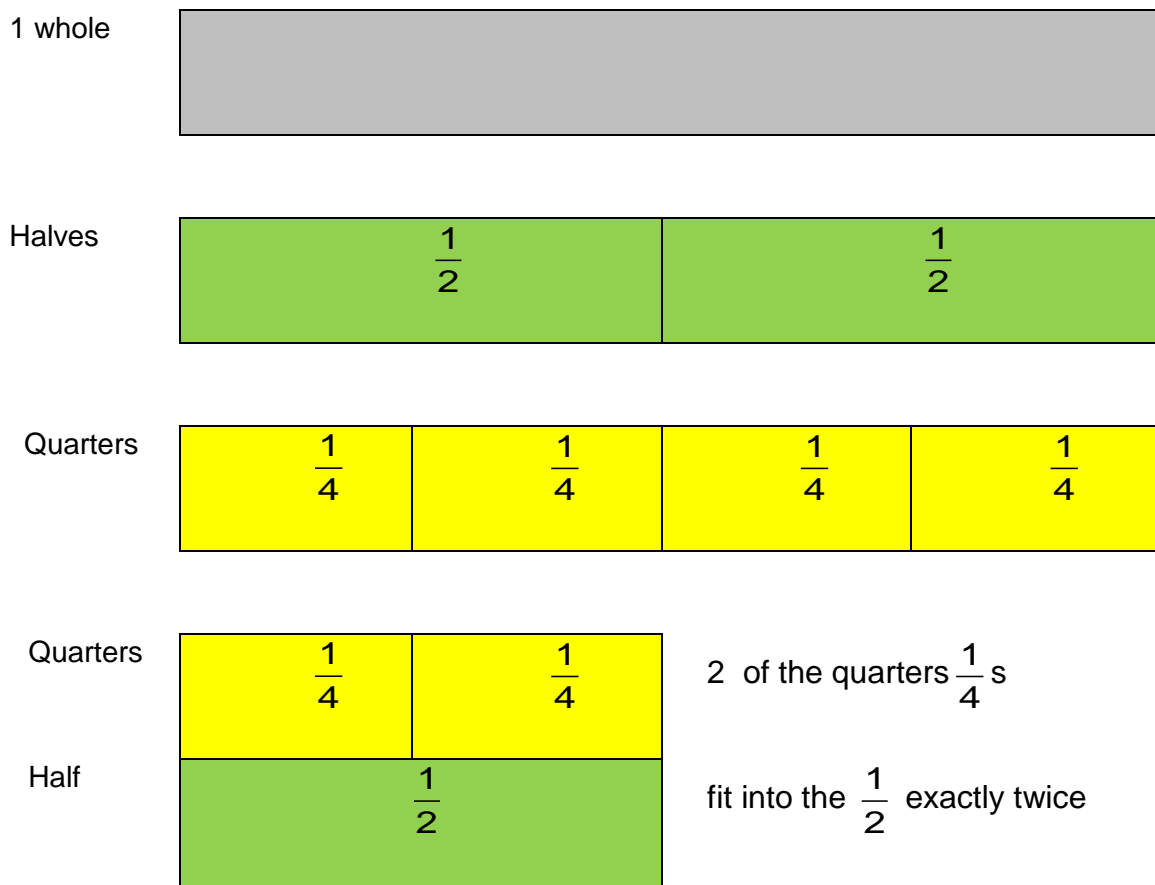 1 whole
Halves
1/2 1/2
Quarters
1/4 1/4 1/4 1/4
Quarters
1/4 1/4
2 of the quarters 1/4 s
Half
1/2
fit into the 1/2 exactly twice